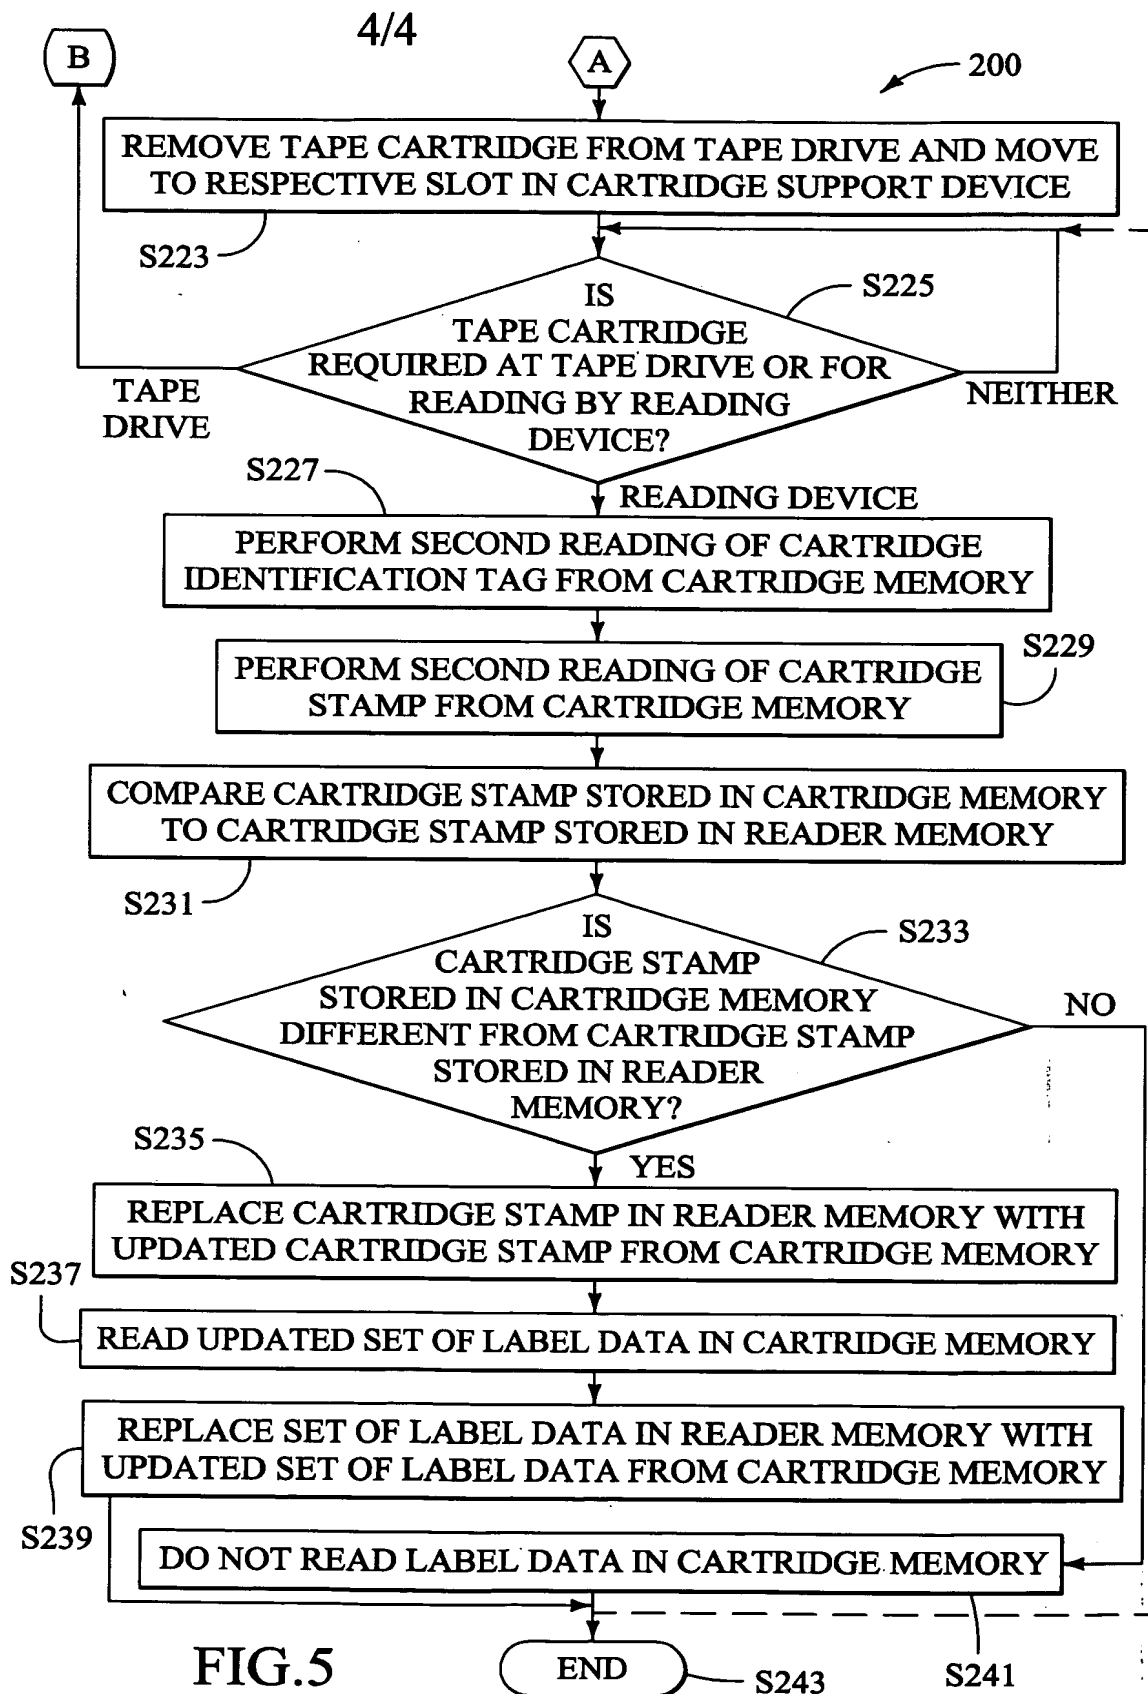 4/4
B
A
200
REMOVE TAPE CARTRIDGE FROM TAPE DRIVE AND MOVE
TO RESPECTIVE SLOT IN CARTRIDGE SUPPORT DEVICE
S223
IS
TAPE CARTRIDGE
REQUIRED AT TAPE DRIVE OR FOR
READING BY READING
DEVICE?
S225
TAPE
DRIVE
NEITHER
S227
READING DEVICE
PERFORM SECOND READING OF CARTRIDGE
IDENTIFICATION TAG FROM CARTRIDGE MEMORY
S229
PERFORM SECOND READING OF CARTRIDGE
STAMP FROM CARTRIDGE MEMORY
COMPARE CARTRIDGE STAMP STORED IN CARTRIDGE MEMORY
TO CARTRIDGE STAMP STORED IN READER MEMORY
S231
IS
CARTRIDGE STAMP
STORED IN CARTRIDGE MEMORY
DIFFERENT FROM CARTRIDGE STAMP
STORED IN READER
MEMORY?
S233
NO
S235
YES
REPLACE CARTRIDGE STAMP IN READER MEMORY WITH
UPDATED CARTRIDGE STAMP FROM CARTRIDGE MEMORY
S237
READ UPDATED SET OF LABEL DATA IN CARTRIDGE MEMORY
REPLACE SET OF LABEL DATA IN READER MEMORY WITH
UPDATED SET OF LABEL DATA FROM CARTRIDGE MEMORY
S239
DO NOT READ LABEL DATA IN CARTRIDGE MEMORY
S241
END
S243
FIG.5